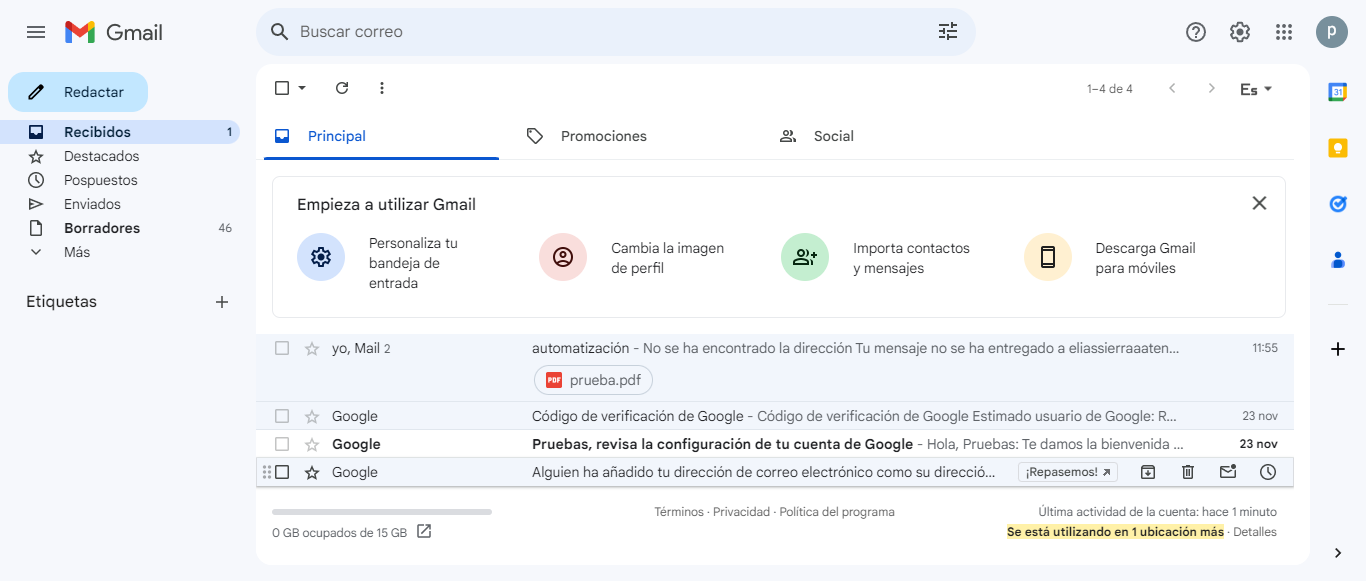 Gmail
Buscar correo
P
Redactar
Recibidos 1
Destacados
Pospuestos
Enviados
Borradores 46
Más
Etiquetas
1–4 de 4
Es
Principal
Promociones
Social
Empieza a utilizar Gmail
Personaliza tu
bandeja de
entrada
Cambia la imagen
de perfil
Importa contactos
y mensajes
Descarga Gmail
para móviles
yo, Mail 2 automatización - No se ha encontrado la dirección Tu mensaje no se ha entregado a eliassierraaaten... 11:55
PDF prueba.pdf
Google Código de verificación de Google - Código de verificación de Google Estimado usuario de Google: R... 23 nov
Google Pruebas, revisa la configuración de tu cuenta de Google - Hola, Pruebas: Te damos la bienvenida ... 23 nov
Google Alguien ha añadido tu dirección de correo electrónico como su direcció... ¡Repasemos!
0 GB ocupados de 15 GB
Términos · Privacidad · Política del programa
Última actividad de la cuenta: hace 1 minuto
Se está utilizando en 1 ubicación más · Detalles
31